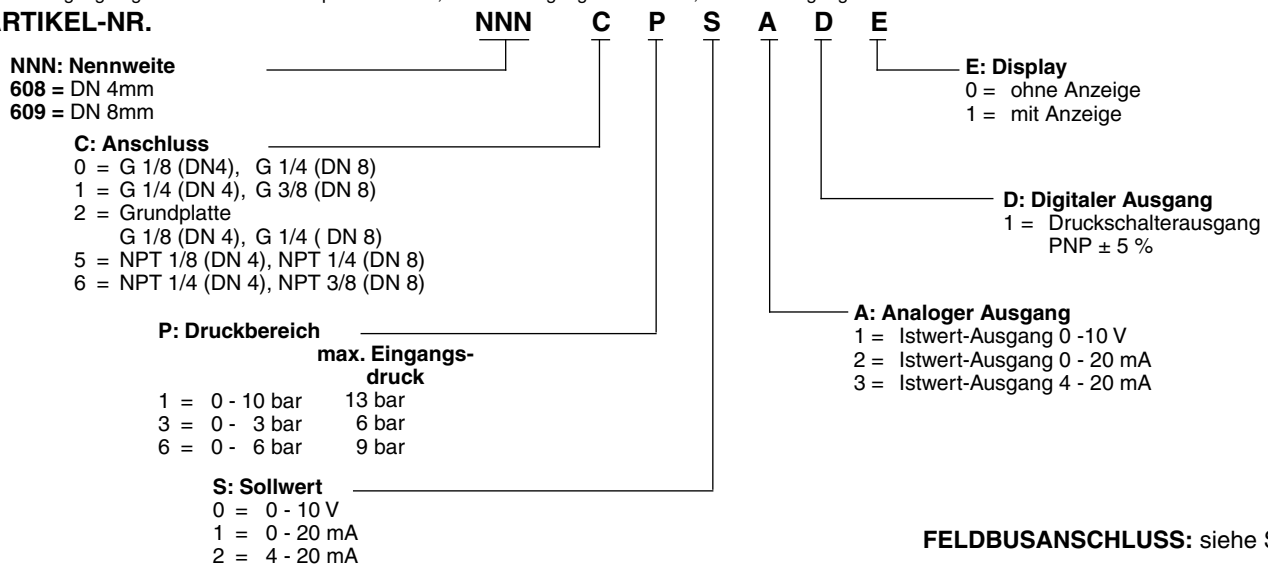 ARTIKEL-NR. NNN C P S A D E
NNN: Nennweite
608 = DN 4mm
609 = DN 8mm
C: Anschluss
0 = G 1/8 (DN4), G 1/4 (DN 8)
1 = G 1/4 (DN 4), G 3/8 (DN 8)
2 = Grundplatte
G 1/8 (DN 4), G 1/4 ( DN 8)
5 = NPT 1/8 (DN 4), NPT 1/4 (DN 8)
6 = NPT 1/4 (DN 4), NPT 3/8 (DN 8)
P: Druckbereich
max. Eingangs-
druck
1 = 0 - 10 bar 13 bar
3 = 0 - 3 bar 6 bar
6 = 0 - 6 bar 9 bar
S: Sollwert
0 = 0 - 10 V
1 = 0 - 20 mA
2 = 4 - 20 mA
E: Display
0 = ohne Anzeige
1 = mit Anzeige
D: Digitaler Ausgang
1 = Druckschalterausgang
PNP ± 5 %
A: Analoger Ausgang
1 = Istwert-Ausgang 0 -10 V
2 = Istwert-Ausgang 0 - 20 mA
3 = Istwert-Ausgang 4 - 20 mA
FELDBUSANSCHLUSS: siehe S